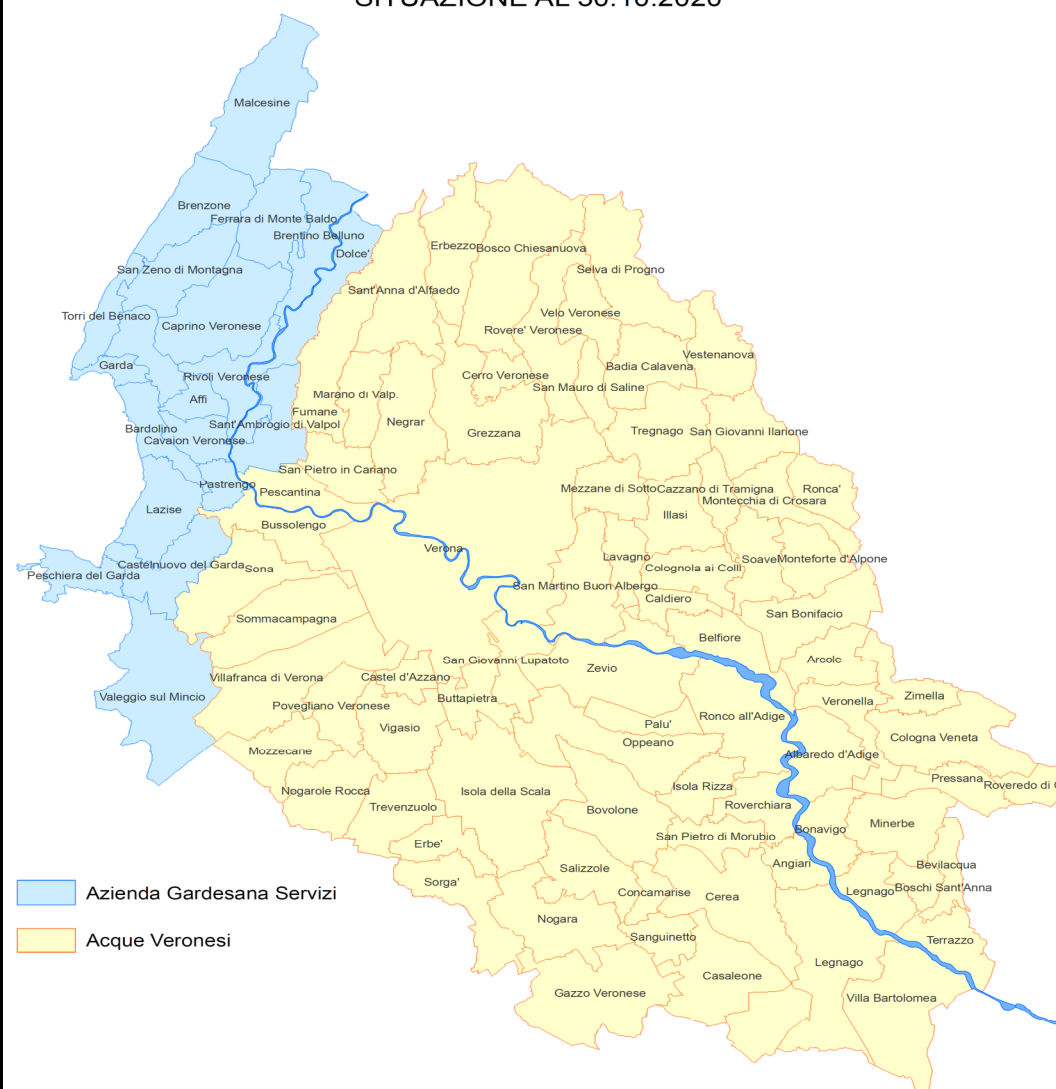 SITUAZIONE AL 30.10.2020
Malcesine
Brenzone
Ferrara di Monte Baldo
Brentino Belluno
Dolce'
San Zeno di Montagna
Torri del Benaco
Caprino Veronese
Garda
Rivoli Veronese
Affi
Bardolino
Sant'Ambrogio di Valpol
Cavaion Veronese
Pastrengo
Lazise
Castelnuovo del Garda
Peschiera del Garda
Valeggio sul Mincio
Erbezzo
Bosco Chiesanuova
Selva di Progno
Sant'Anna d'Alfaedo
Velo Veronese
Rovere' Veronese
Vestenanova
Badia Calavena
Cerro Veronese
San Mauro di Saline
Marano di Valp.
Fumane
Negrar
Grezzana
Tregnago
San Giovanni Ilarione
San Pietro in Cariano
Pescantina
Mezzane di Sotto
Cazzano di Tramigna
Ronca'
Montecchia di Crosara
Illasi
Bussolengo
Verona
Lavagno
Soave
Monteforte d'Alpone
Sona
Colognola ai Colli
San Martino Buon Albergo
Caldiero
Sommacampagna
San Bonifacio
Belfiore
San Giovanni Lupatoto
Zevio
Arcole
Villafranca di Verona
Castel d'Azzano
Buttapietra
Zimella
Veronella
Povegliano Veronese
Vigasio
Palu'
Ronco all'Adige
Cologna Veneta
Oppeano
Mozzecane
Albaredo d'Adige
Pressana
Roveredo di
Nogarole Rocca
Isola della Scala
Isola Rizza
Trevenzuolo
Bovolone
Roverchiara
Minerbe
Bonavigo
San Pietro di Morubio
Erbe'
Angiari
Bevilacqua
Salizzole
Sorga'
Concamarise
Cerea
Legnago
Boschi Sant'Anna
Nogara
Sanguinetto
Terrazzo
Legnago
Casaleone
Gazzo Veronese
Villa Bartolomea
Azienda Gardesana Servizi
Acque Veronesi